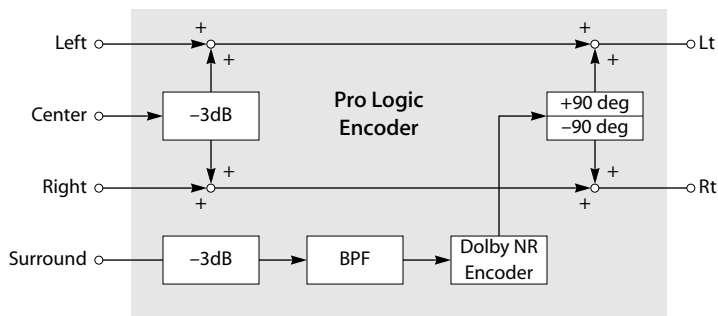 Left
+
+
Lt
+
+
Center
–3dB
Pro Logic
Encoder
+90 deg
–90 deg
Right
+
+
+
+
Rt
Surround
–3dB
BPF
Dolby NR
Encoder